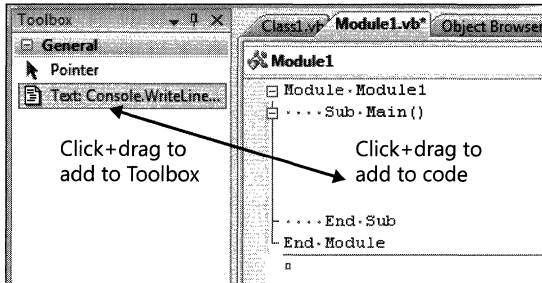 Toolbox
General
Pointer
Text: Console.WriteLine...
Click+drag to
add to Toolbox
Class1.vb Module1.vb* Object Browser
Module1
Module·Module1
····Sub·Main()
Click+drag to
add to code
····End·Sub
End·Module